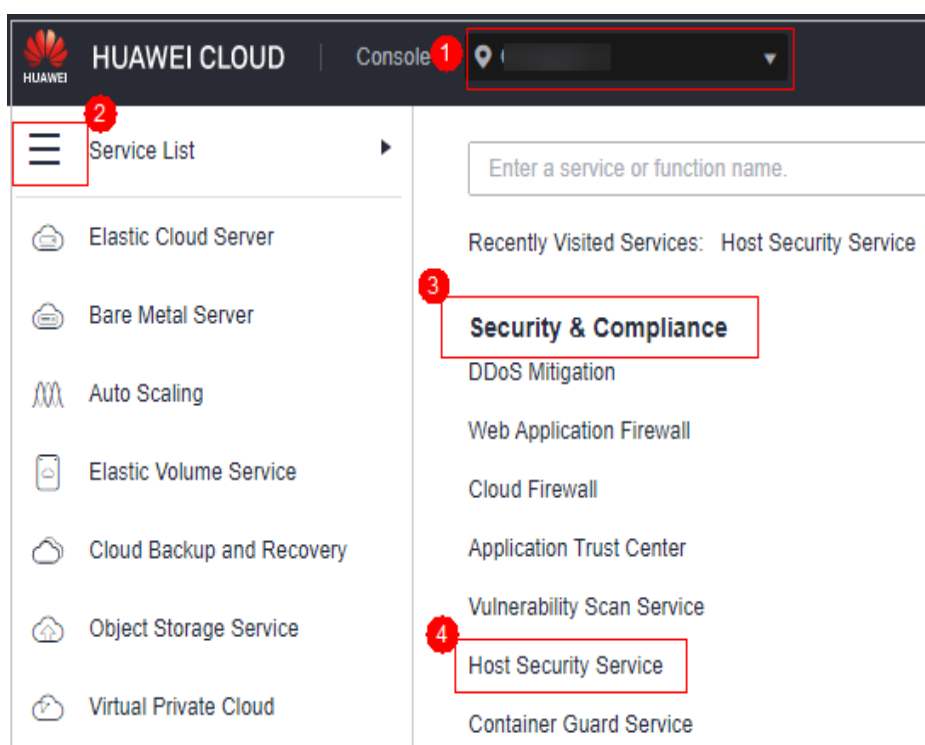 HUAWEI
HUAWEI CLOUD
Console
1
2
Service List
Elastic Cloud Server
Bare Metal Server
Auto Scaling
Elastic Volume Service
Cloud Backup and Recovery
Object Storage Service
Virtual Private Cloud
Enter a service or function name.
Recently Visited Services: Host Security Service
3
Security & Compliance
DDoS Mitigation
Web Application Firewall
Cloud Firewall
Application Trust Center
Vulnerability Scan Service
4
Host Security Service
Container Guard Service